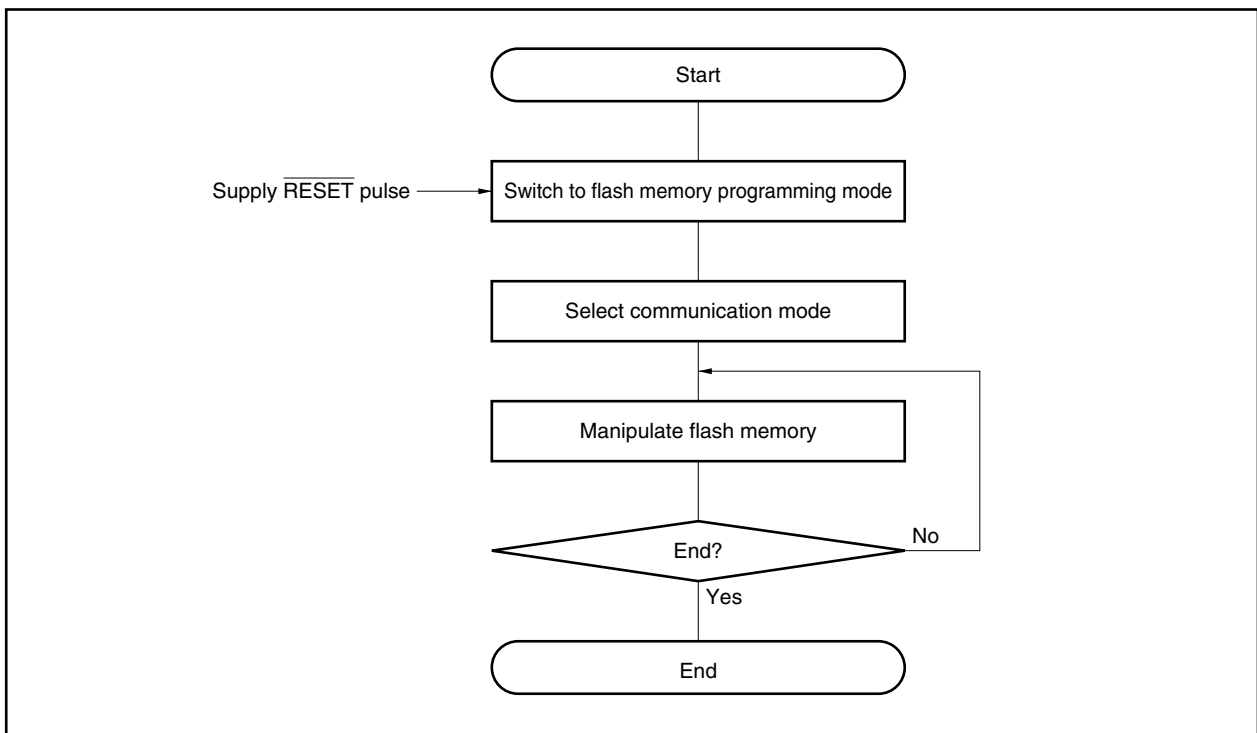 Start
Supply RESET pulse
Switch to flash memory programming mode
Select communication mode
Manipulate flash memory
End?
No
Yes
End